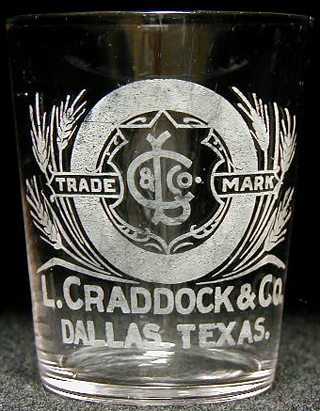 LC & Co.
TRADE MARK
L. CRADDOCK & Co.
DALLAS, TEXAS.